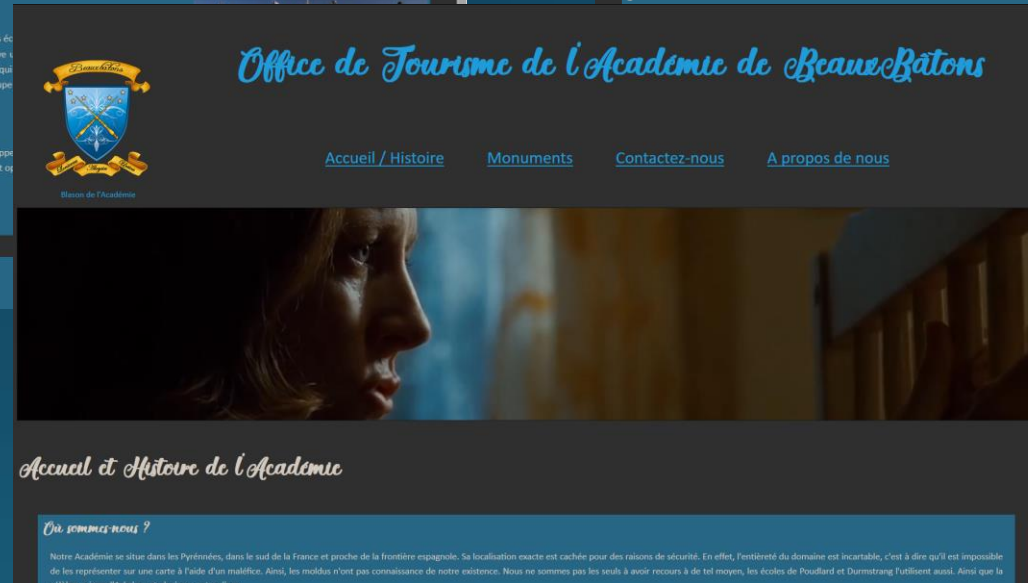 Office de Tourisme de l'Académie de BeauxBâtons
Beauxbâtons
Blason de l'Académie
Accueil / Histoire
Monuments
Contactez-nous
A propos de nous
Accueil et Histoire de l'Académie
Où sommes-nous ?
Notre Académie se situe dans les Pyrénnées, dans le sud de la France et proche de la frontière espagnole. Sa localisation exacte est cachée pour des raisons de sécurité. En effet, l'entièreté du domaine est incartable, c'est à dire qu'il est impossible
de les représenter sur une carte à l'aide d'un maléfice. Ainsi, les moldus n'ont pas connaissance de notre existence. Nous ne sommes pas les seuls à avoir recours à de tel moyen, les écoles de Poudlard et Durmstrang l'utilisent aussi. Ainsi que la